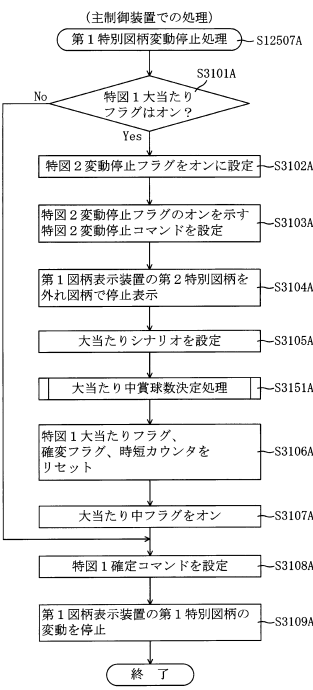 (主制御装置での処理)
第1特別図柄変動停止処理
S12507A
S3101A
特図1大当たり
フラグはオン?
No
Yes
特図2変動停止フラグをオンに設定
S3102A
特図2変動停止フラグのオンを示す
特図2変動停止コマンドを設定
S3103A
第1図柄表示装置の第2特別図柄を
外れ図柄で停止表示
S3104A
大当たりシナリオを設定
S3105A
大当たり中賞球数決定処理
S3151A
特図1大当たりフラグ、
確変フラグ、時短カウンタを
リセット
S3106A
大当たり中フラグをオン
S3107A
特図1確定コマンドを設定
S3108A
第1図柄表示装置の第1特別図柄の
変動を停止
S3109A
終 了